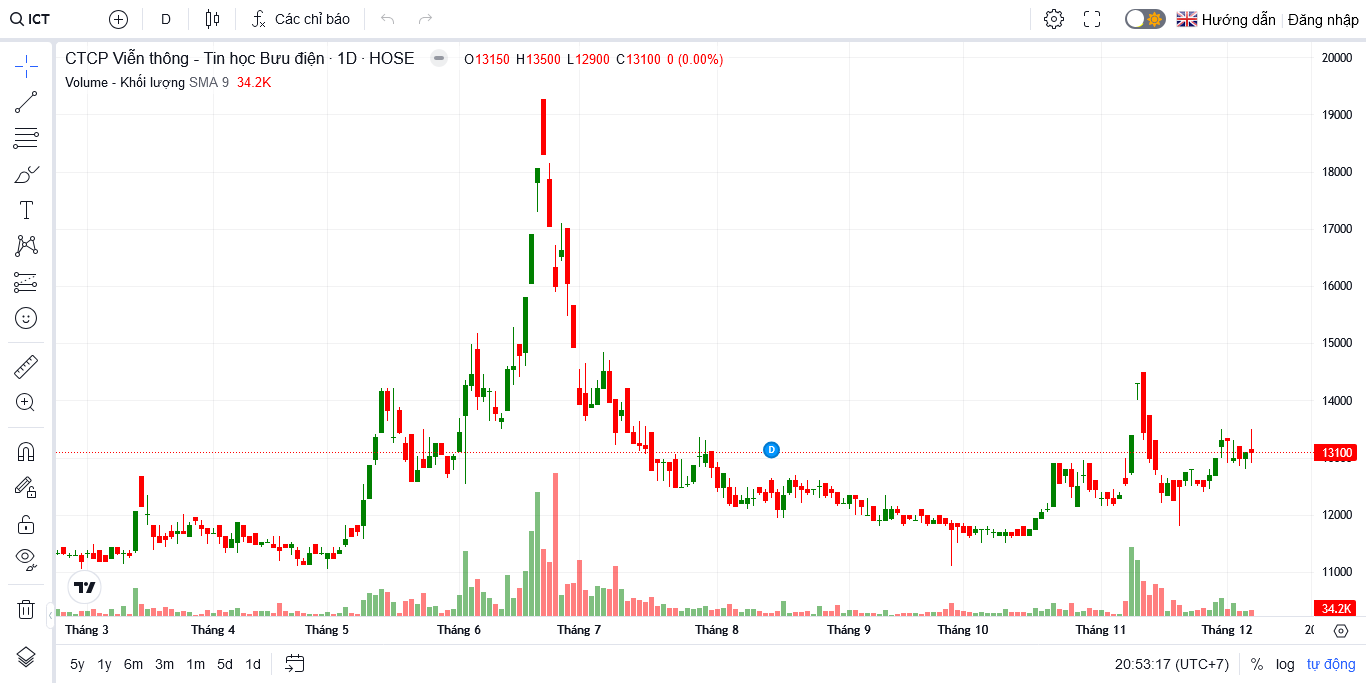 ICT D Các chỉ báo Hướng dẫn Đăng nhập
CTCP Viễn thông - Tin học Bưu điện · 1D · HOSE O13150 H13500 L12900 C13100 0 (0.00%)
Volume - Khối lượng SMA 9 34.2K
20000
19000
18000
17000
16000
15000
14000
13100
12000
11000
34.2K
D
Tháng 3 Tháng 4 Tháng 5 Tháng 6 Tháng 7 Tháng 8 Tháng 9 Tháng 10 Tháng 11 Tháng 12
5y 1y 6m 3m 1m 5d 1d 20:53:17 (UTC+7) % log tự động